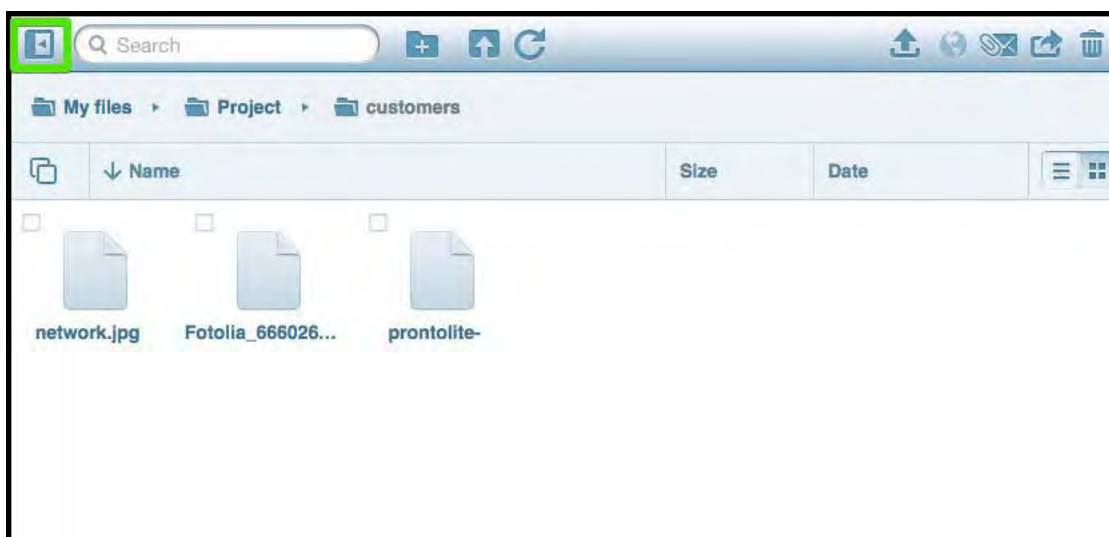 Search
My files Project customers
Name Size Date
network.jpg Fotolia_666026... prontolite-